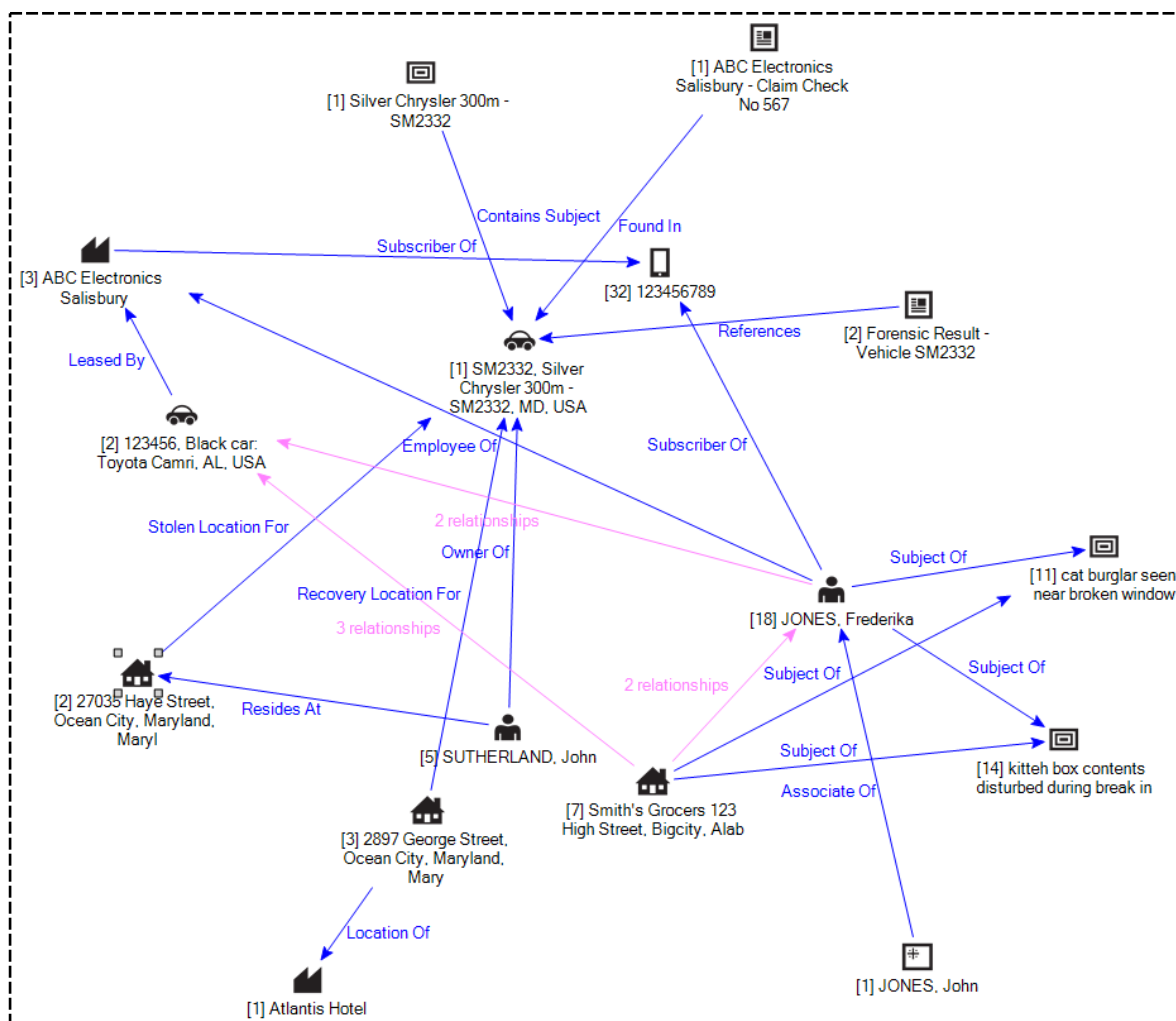 [1] ABC Electronics
Salisbury - Claim Check
No 567
[1] Silver Chrysler 300m -
SM2332
Contains Subject
Found In
Subscriber Of
[3] ABC Electronics
Salisbury
[32] 123456789
References
[2] Forensic Result -
Vehicle SM2332
Leased By
[1] SM2332, Silver
Chrysler 300m -
SM2332, MD, USA
[2] 123456, Black car:
Toyota Camri, AL, USA
Employee Of
Subscriber Of
2 relationships
Stolen Location For
Owner Of
Subject Of
[11] cat burglar seen
near broken window
Recovery Location For
[18] JONES, Frederika
3 relationships
Subject Of
Subject Of
2 relationships
[2] 27035 Haye Street,
Ocean City, Maryland,
Maryl
Resides At
[5] SUTHERLAND, John
Subject Of
[14] kitteh box contents
disturbed during break in
Associate Of
[7] Smith's Grocers 123
High Street, Bigcity, Alab
[3] 2897 George Street,
Ocean City, Maryland,
Mary
Location Of
[1] JONES, John
[1] Atlantis Hotel